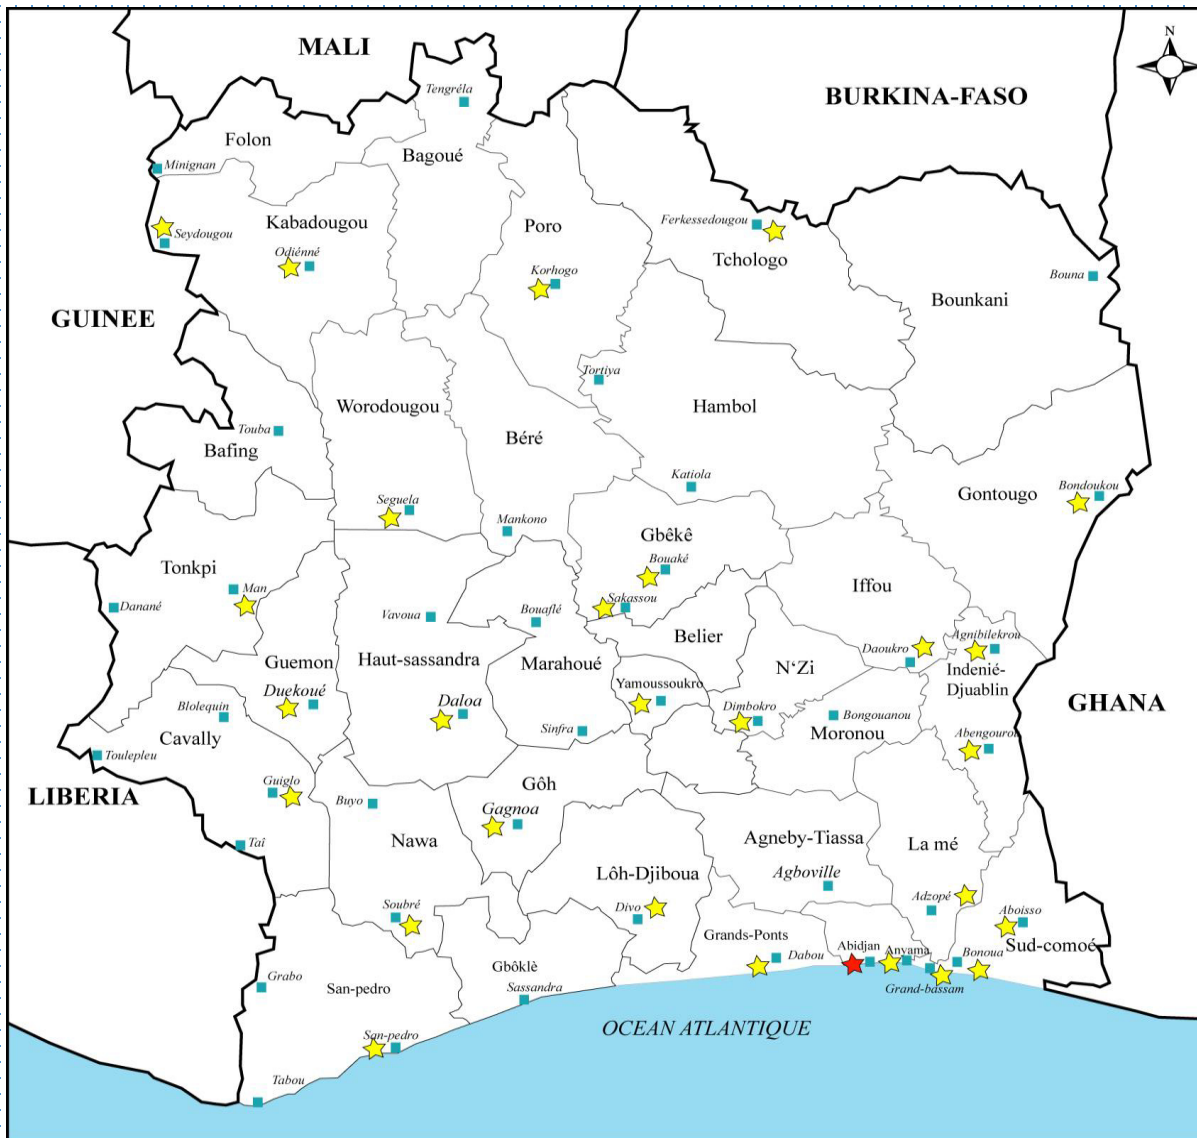 N
MALI
BURKINA-FASO
Tengréla
Folon
Bagoué
Minignan
Kabadougou
Poro
Ferkessedougou
Seydougou
Odiénné
Tchologo
Korhogo
Bouna
Bounkani
GUINEE
Tortiya
Worodougou
Hambol
Touba
Béré
Bafing
Katiola
Bondoukou
Gontougo
Seguela
Mankono
Gbêkê
Bouaké
Tonkpi
Iffou
Man
Sakassou
Danané
Vavoua
Bouaflé
Belier
Agnibilekrou
Daoukro
Guemon
Haut-sassandra
Marahoué
N‘Zi
Indenié-
Djuablin
Yamoussoukro
Duekoué
Daloa
Dimbokro
GHANA
Blolequin
Bongouanou
Cavally
Sinfra
Moronou
Abengourou
Toulepleu
Guiglo
Gôh
LIBERIA
Buyo
Gagnoa
Taî
Nawa
Agneby-Tiassa
La mé
Lôh-Djiboua
Agboville
Soubré
Divo
Adzopé
Aboisso
Grands-Ponts
Abidjan
Anyama
Sud-comoé
Dabou
Bonoua
Gbôklè
Grabo
San-pedro
Sassandra
Grand-bassam
OCEAN ATLANTIQUE
San-pedro
Tabou